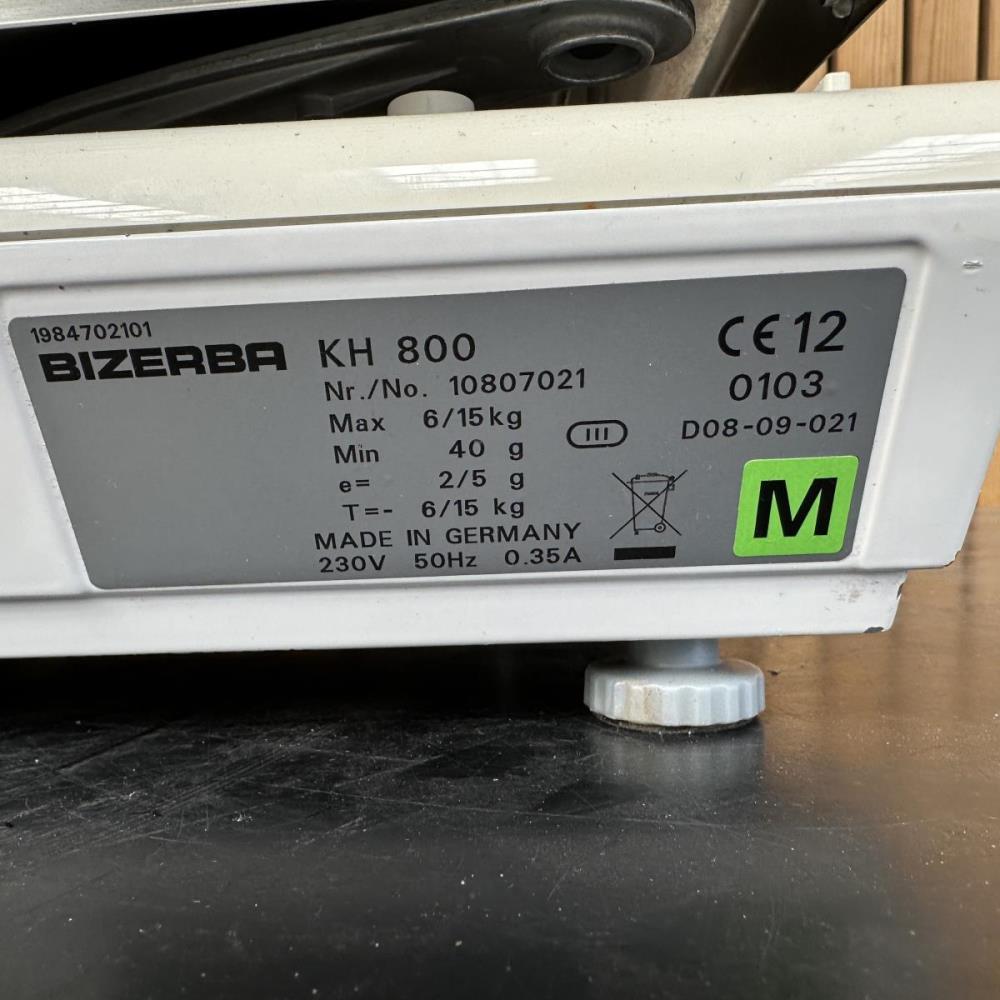 1984702101
BIZERBA KH 800
Nr./No. 10807021
Max 6/15kg
Min 40 g
e= 2/5 g
T=- 6/15 kg
MADE IN GERMANY
230V 50Hz 0.35A
III
CE 12
0103
D08-09-021
M